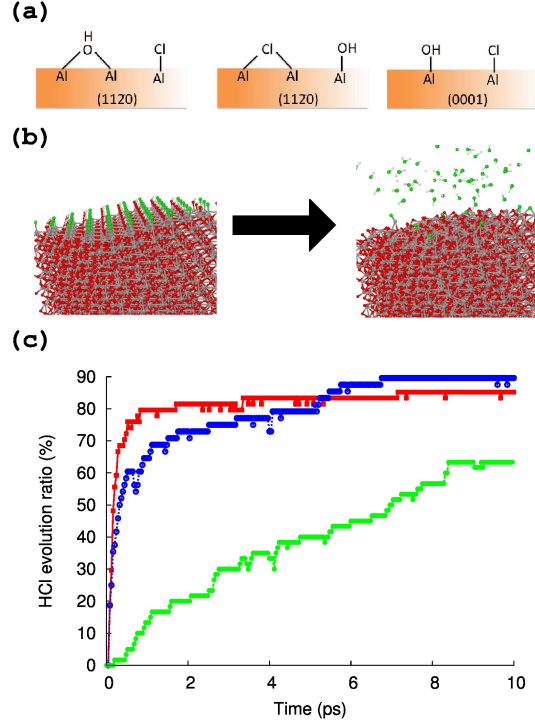 (a)
H
O Cl Cl OH OH Cl
Al Al Al Al Al Al Al Al
(1120) (1120) (0001)
(b)
(c)
90
80
70
60
50
40
30
20
10
0
HCl evolution ratio (%)
0 2 4 6 8 10
Time (ps)